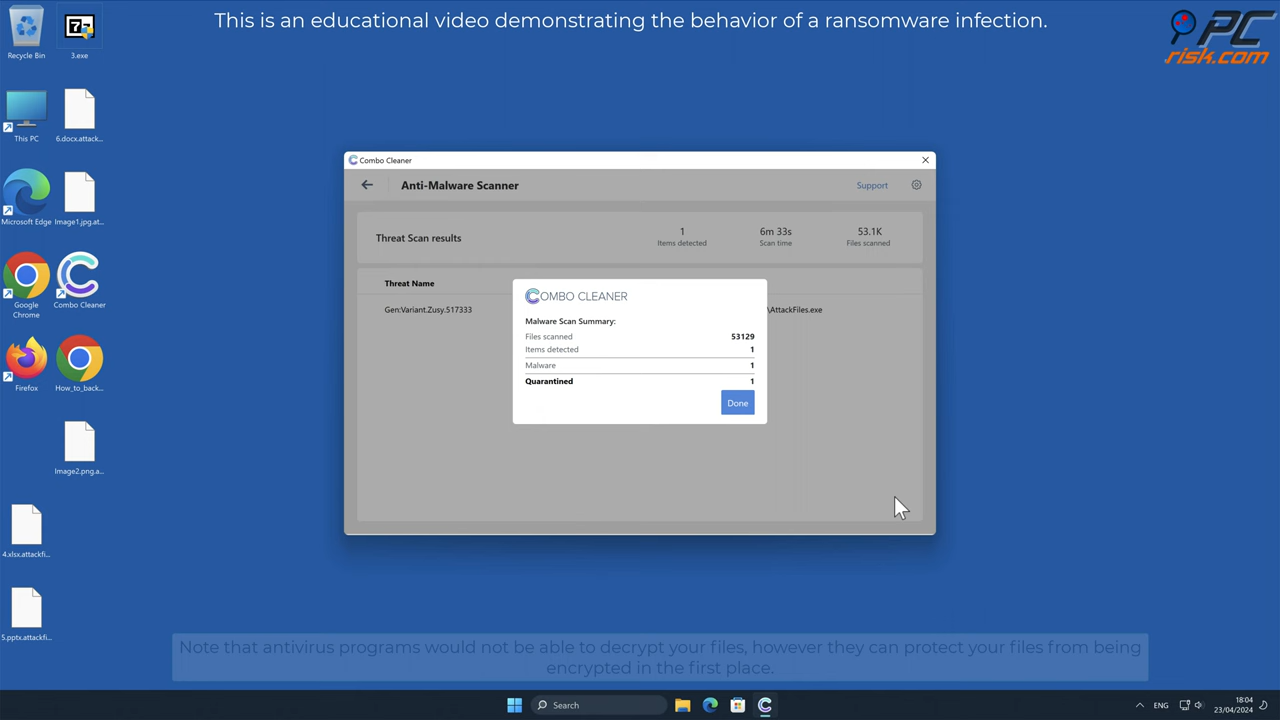 This is an educational video demonstrating the behavior of a ransomware infection.
PC
risk.com
Recycle Bin
3.exe
This PC
6.docx.attack...
Microsoft Edge
Image1.jpg.at...
Google
Chrome
Combo Cleaner
Firefox
How_to_back...
Image2.png.a...
4.xlsx.attackfi...
5.pptx.attackfi...
Combo Cleaner
Anti-Malware Scanner
Support
Threat Scan results
1
Items detected
6m 33s
Scan time
53.1K
Files scanned
Threat Name
Gen:Variant.Zusy.517333
\AttackFiles.exe
COMBO CLEANER
Malware Scan Summary:
Files scanned 53129
Items detected 1
Malware 1
Quarantined 1
Done
Note that antivirus programs would not be able to decrypt your files, however they can protect your files from being
encrypted in the first place.
Search
ENG
18:04
23/04/2024